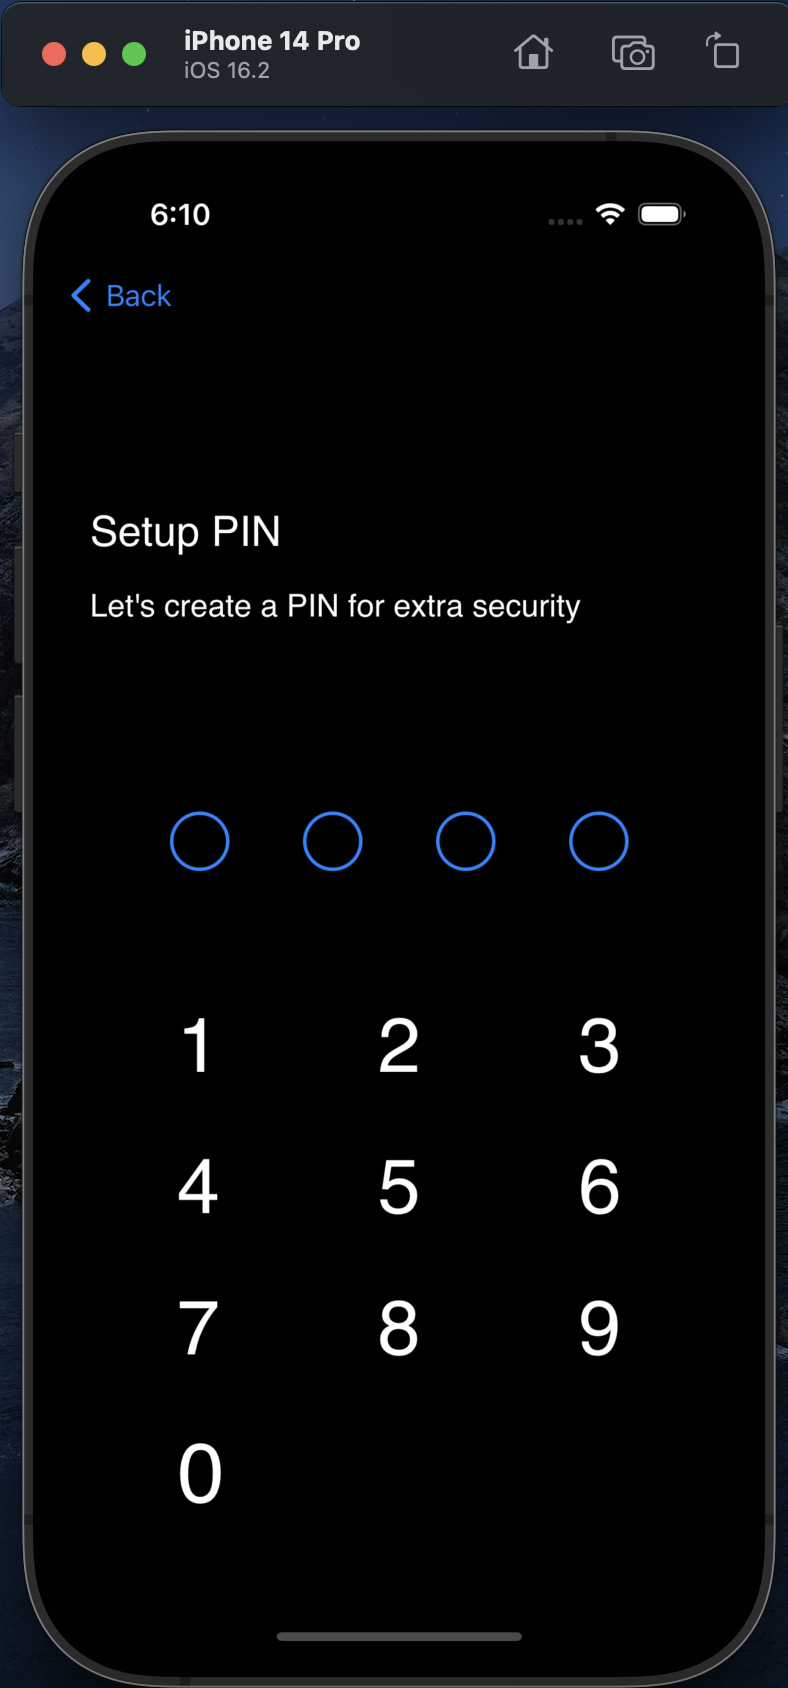 iPhone 14 Pro
iOS 16.2
6:10
Back
Setup PIN
Let's create a PIN for extra security
1 2 3
4 5 6
7 8 9
0